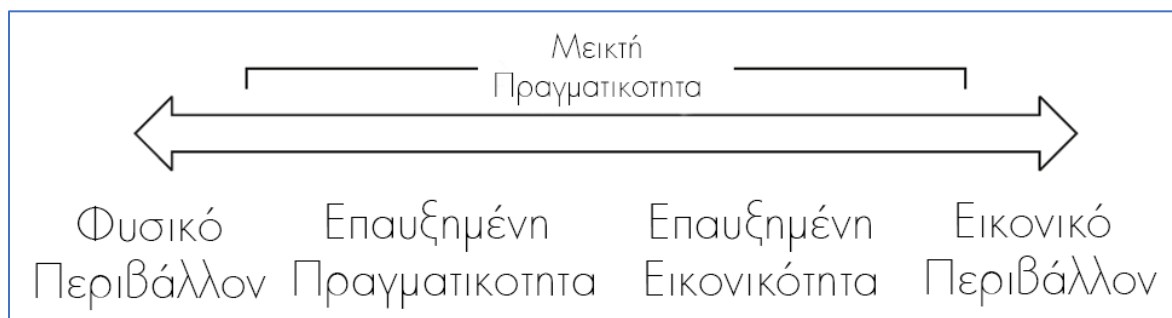 Μεικτή
Πραγματικοτητα
Φυσικό
Περιβάλλον
Επαυξημένη
Πραγματικοτητα
Επαυξημένη
Εικονικότητα
Εικονικό
Περιβάλλον